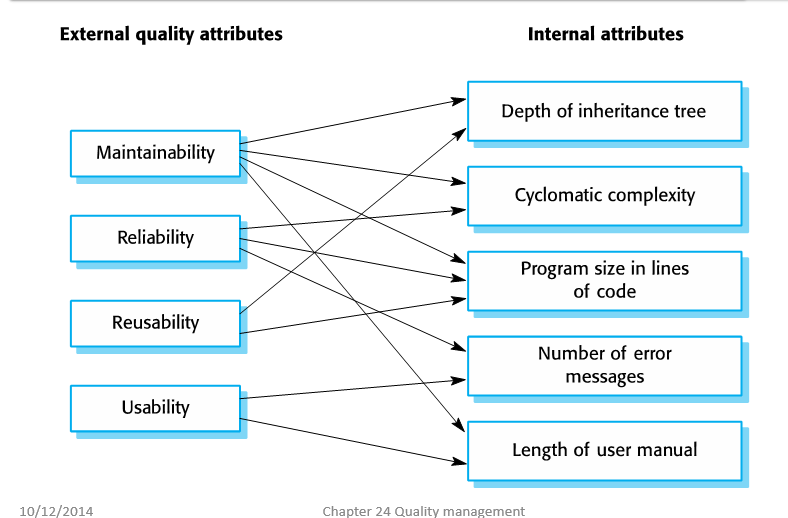 External quality attributes
Internal attributes
Maintainability
Reliability
Reusability
Usability
Depth of inheritance tree
Cyclomatic complexity
Program size in lines
of code
Number of error
messages
Length of user manual
10/12/2014
Chapter 24 Quality management